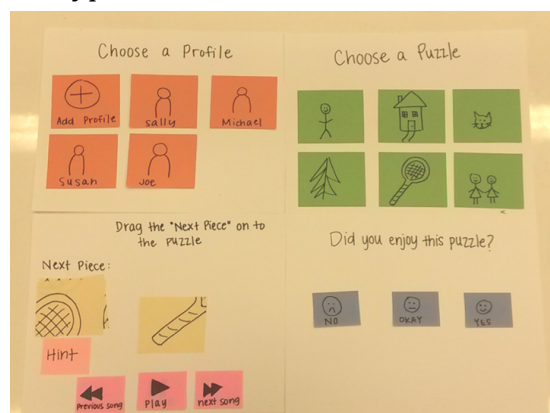 Choose a Profile
Add Profile
Sally
Michael
Susan
Joe
Choose a Puzzle
Drag the "Next Piece" on to
the puzzle
Next Piece:
Hint
previous song
Play
next song
Did you enjoy this puzzle?
NO
OKAY
YES